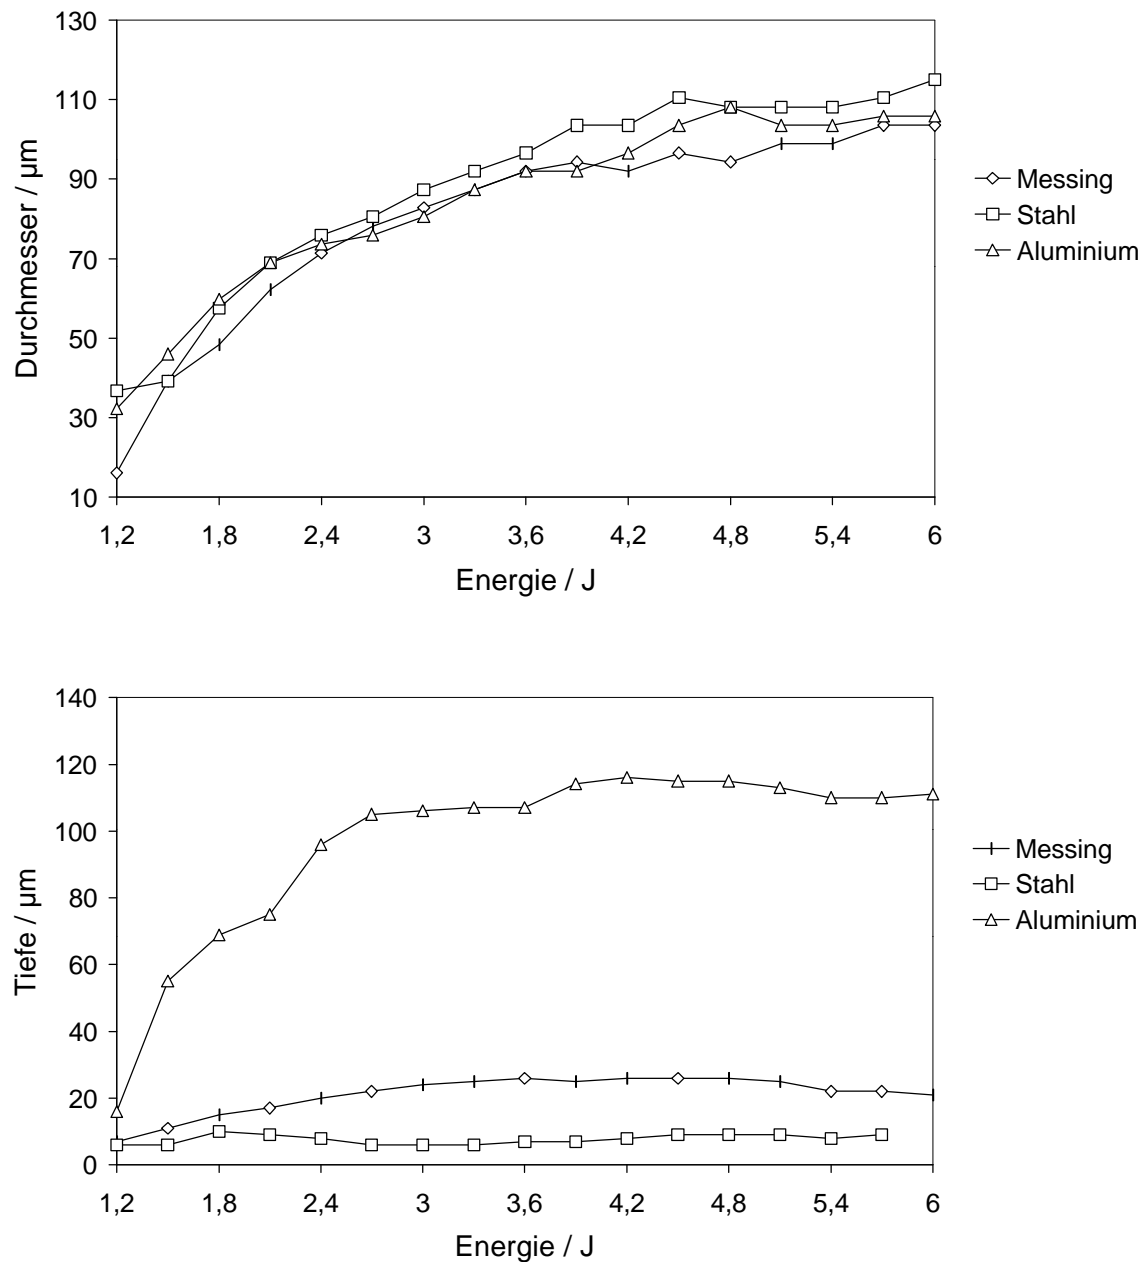 130
110
90
70
50
30
10
Durchmesser / µm
1,2 1,8 2,4 3 3,6 4,2 4,8 5,4 6
Energie / J
Messing
Stahl
Aluminium
140
120
100
80
60
40
20
0
Tiefe / µm
1,2 1,8 2,4 3 3,6 4,2 4,8 5,4 6
Energie / J
Messing
Stahl
Aluminium